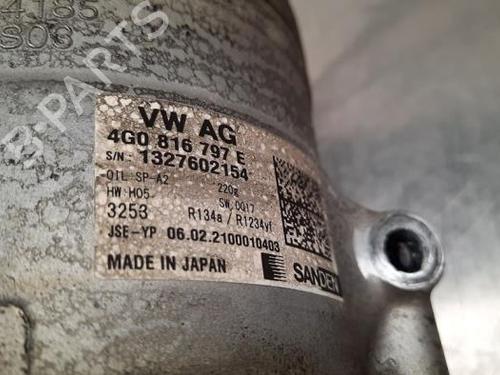 4185
S03
B-PARTS
VW AG
4G0 816 797 E
S/N: 1327602154
OIL: SP-A2 220g
HW:H05 SW:0017
3253 R134a / R1234yf
JSE-YP 06.02.2100010403
MADE IN JAPAN SANDEN